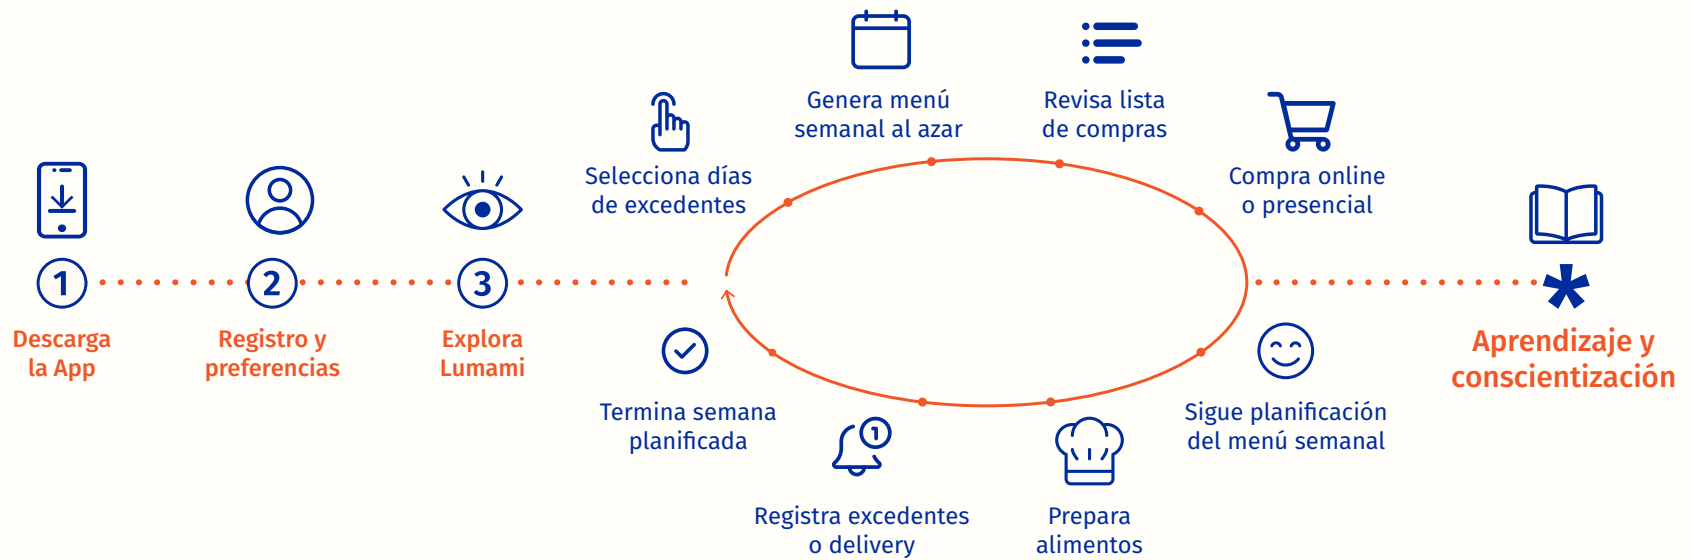 1
Descarga
la App
2
Registro y
preferencias
3
Explora
Lumami
Selecciona días
de excedentes
Genera menú
semanal al azar
Revisa lista
de compras
Compra online
o presencial
Sigue planificación
del menú semanal
Prepara
alimentos
1
Registra excedentes
o delivery
Termina semana
planificada
*
Aprendizaje y
conscientización